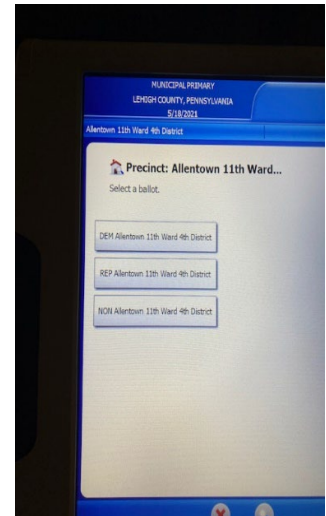 MUNICIPAL PRIMARY
LEHIGH COUNTY, PENNSYLVANIA
5/18/2021
Allentown 11th Ward 4th District
Precinct: Allentown 11th Ward...
Select a ballot.
DEM Allentown 11th Ward 4th District
REP Allentown 11th Ward 4th District
NON Allentown 11th Ward 4th District